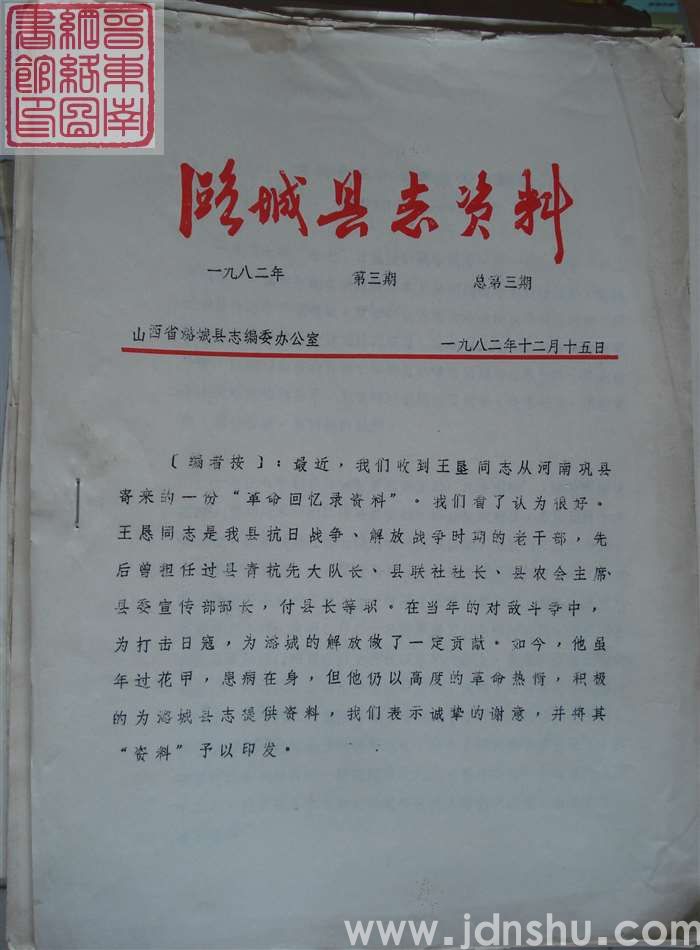 晋东南
网络图
书馆印
潞城县志资料
一九八二年 第三期 总第三期
山西省潞城县志编委办公室 一九八二年十二月十五日
〔编者按〕：最近，我们收到王垦同志从河南巩县
寄来的一份“革命回忆录资料”。我们看了认为很好。
王恳同志是我县抗日战争、解放战争时期的老干部，先
后曾担任过县青抗先大队长、县联社社长、县农会主席、
县委宣传部部长，付县长等职。在当年的对敌斗争中，
为打击日寇，为潞城的解放做了一定贡献。如今，他虽
年过花甲，患病在身，但他仍以高度的革命热情，积极
的为潞城县志提供资料，我们表示诚挚的谢意，并将其
“资料”予以印发。
www.jdnshu.com